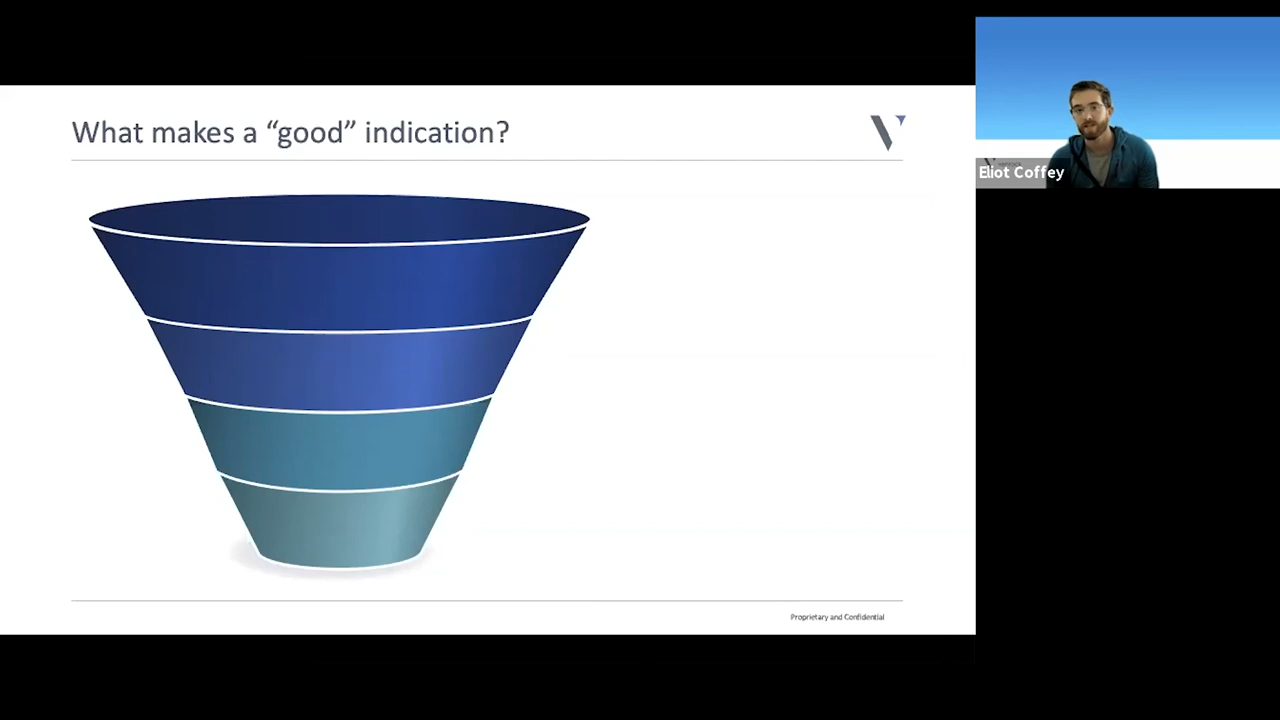 What makes a “good” indication?
Eliot Coffey
Proprietary and Confidential